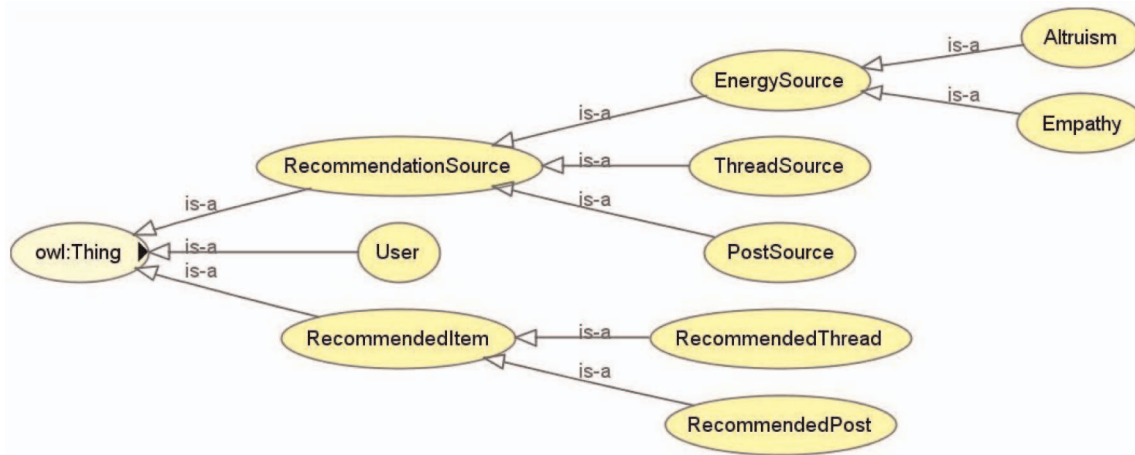 Altruism
is-a
EnergySource
is-a
Empathy
is-a
RecommendationSource
is-a
ThreadSource
is-a
is-a
PostSource
owl:Thing
is-a
User
is-a
RecommendedItem
is-a
RecommendedThread
is-a
RecommendedPost